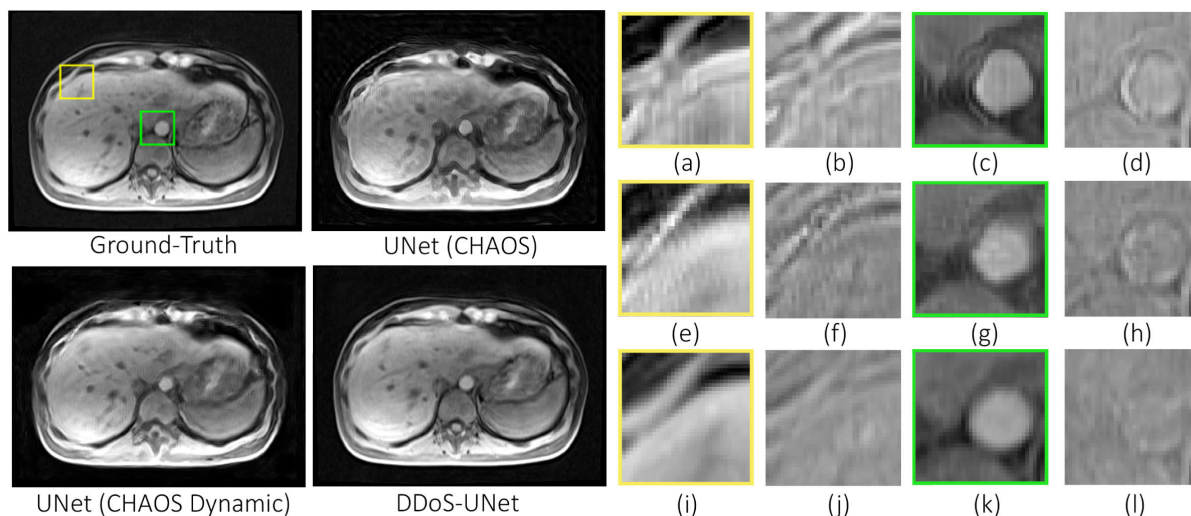 Ground-Truth
UNet (CHAOS)
UNet (CHAOS Dynamic)
DDoS-UNet
(a)
(b)
(c)
(d)
(e)
(f)
(g)
(h)
(i)
(j)
(k)
(l)